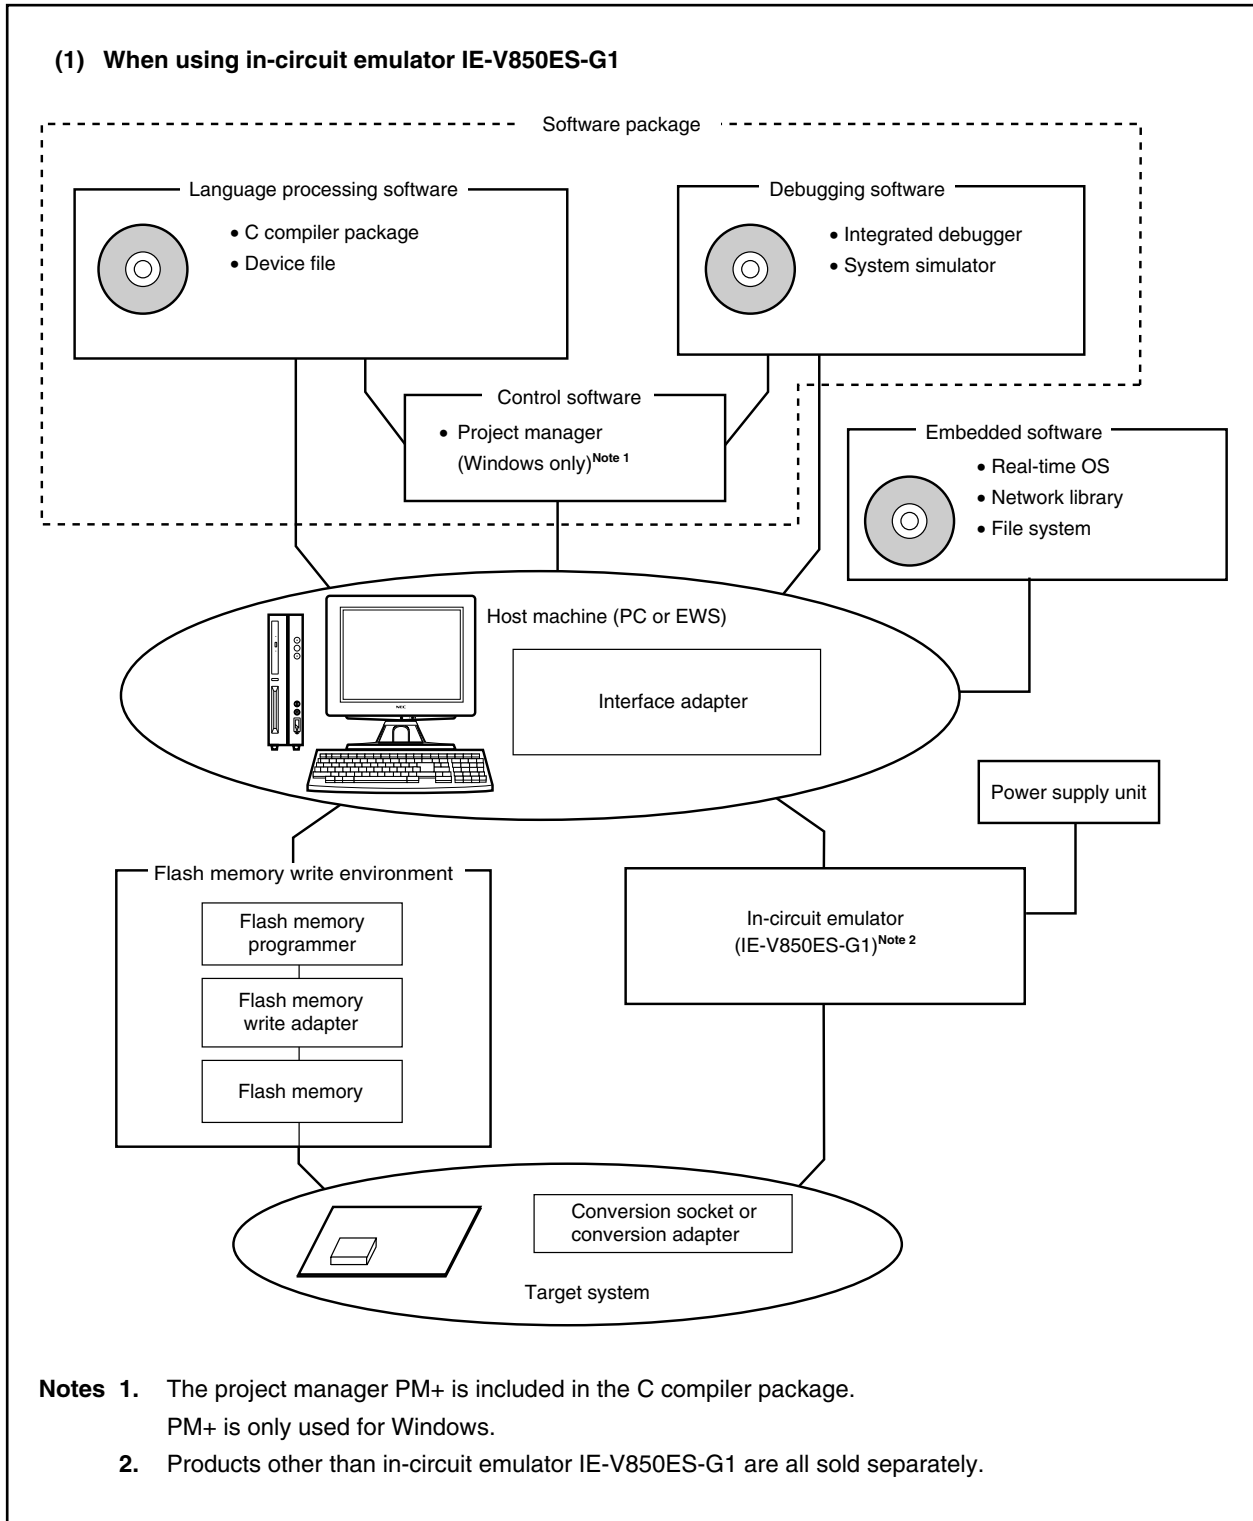 (1) When using in-circuit emulator IE-V850ES-G1
Software package
Language processing software
• C compiler package
• Device file
Debugging software
• Integrated debugger
• System simulator
Control software
• Project manager
(Windows only)Note 1
Embedded software
• Real-time OS
• Network library
• File system
Host machine (PC or EWS)
NEC
Interface adapter
Power supply unit
Flash memory write environment
Flash memory
programmer
Flash memory
write adapter
Flash memory
In-circuit emulator
(IE-V850ES-G1)Note 2
Conversion socket or
conversion adapter
Target system
Notes 1. The project manager PM+ is included in the C compiler package.
PM+ is only used for Windows.
2. Products other than in-circuit emulator IE-V850ES-G1 are all sold separately.